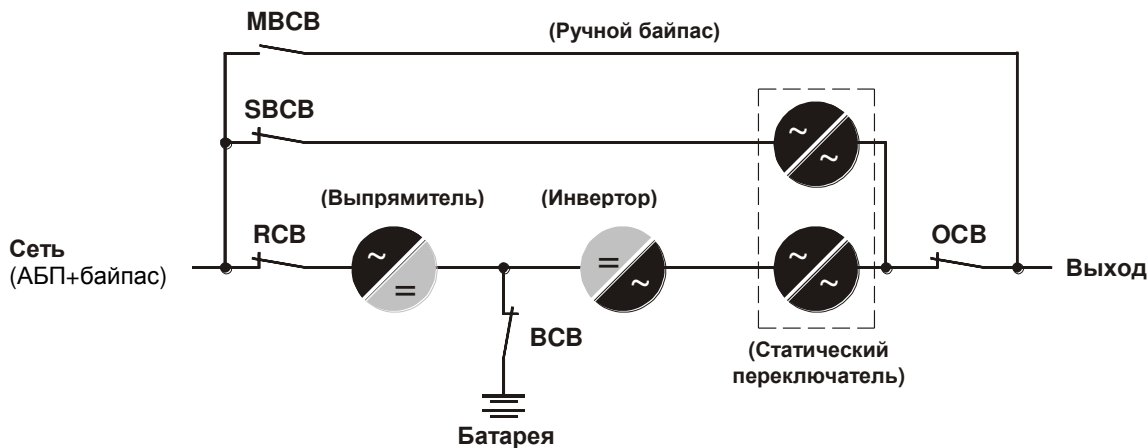 MBCB
(Ручной байпас)
SBCB
(Выпрямитель)
(Инвертор)
Сеть
(АБП+байпас)
RCB
OCB
Выход
~
~
~
=
=
~
~
~
BCB
(Статический
переключатель)
Батарея